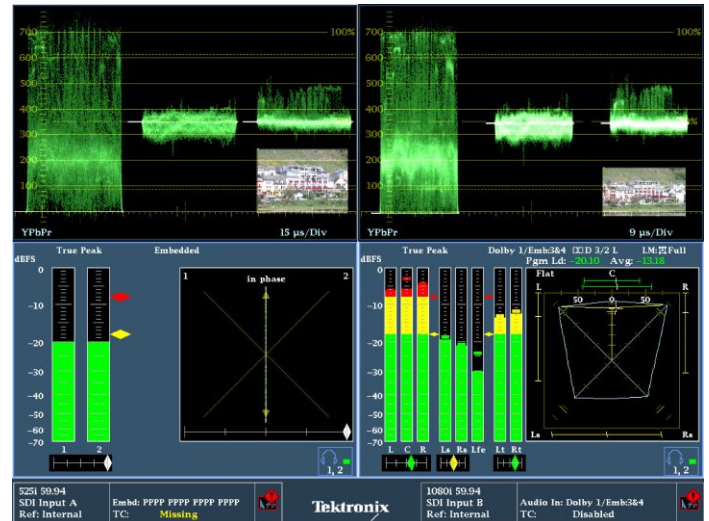 700
100%
600
500
400
300
200
100
YPbPr
15 µs/Div
700
100%
600
500
400
300
200
100
YPbPr
9 µs/Div
True Peak
Embedded
dBFS
0
-10
-20
-30
-40
-50
-60
-70
1
2
1
in phase
2
1, 2
True Peak
Dolby 1/Emb:3&4
D 3/2 L
LM: Full
Pgm Ld: -20.10 Avg: -13.18
dBFS
0
-10
-20
-30
-40
-50
-60
-70
L C R
Ls Rs Lfe
Lt Rt
Flat
C
L
R
50 0 50
Ls
Rs
1, 2
525i 59.94
SDI Input A
Ref: Internal
Embd: PPPP PPPP PPPP PPPP
TC: Missing
Tektronix
1080i 59.94
SDI Input B
Ref: Internal
Audio In: Dolby 1/Emb:3&4
TC: Disabled